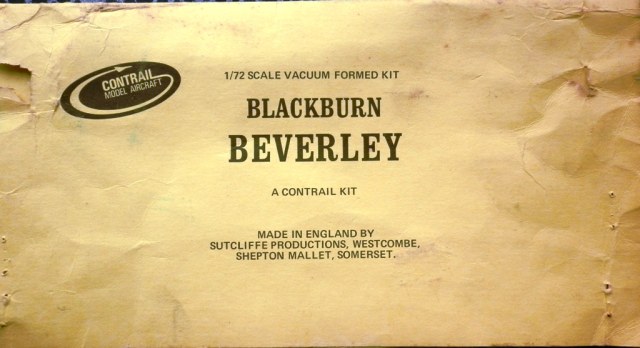 CONTRAIL
MODEL AIRCRAFT
1/72 SCALE VACUUM FORMED KIT
BLACKBURN
BEVERLEY
A CONTRAIL KIT
MADE IN ENGLAND BY
SUTCLIFFE PRODUCTIONS, WESTCOMBE,
SHEPTON MALLET, SOMERSET.